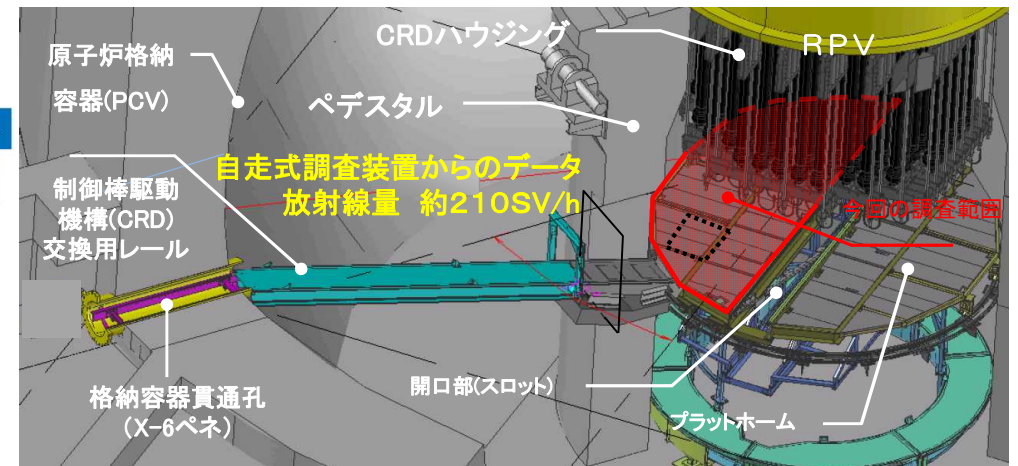 原子炉格納
容器(PCV)
CRDハウジング
RPV
ペデスタル
自走式調査装置からのデータ
放射線量 約210SV/h
制御棒駆動
機構(CRD)
交換用レール
今回の調査範囲
格納容器貫通孔
(X-6ペネ)
開口部(スロット)
プラットホーム